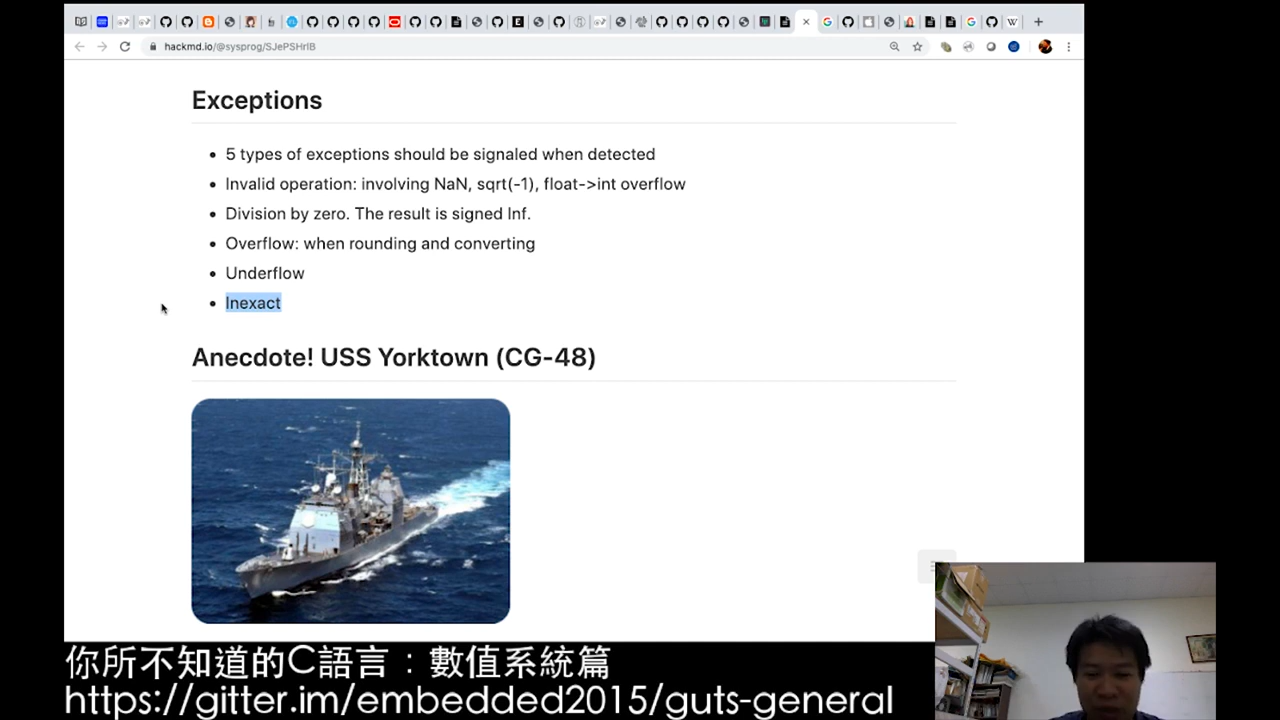 hackmd.io/@sysprog/SJePSHrlB
Exceptions
5 types of exceptions should be signaled when detected
Invalid operation: involving NaN, sqrt(-1), float->int overflow
Division by zero. The result is signed Inf.
Overflow: when rounding and converting
Underflow
Inexact
Anecdote! USS Yorktown (CG-48)
你所不知道的C語言：數值系統篇
https://gitter.im/embedded2015/guts-general